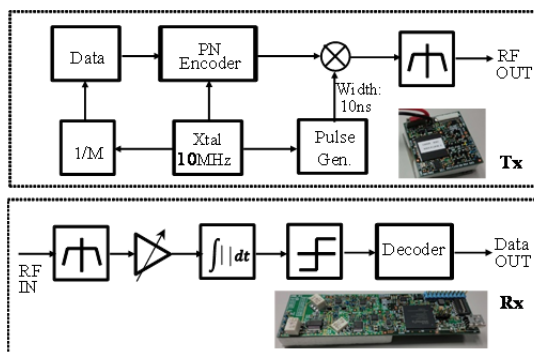 Data
PN
Encoder
RF
OUT
Width:
10ns
1/M
Xtal
10MHz
Pulse
Gen.
Tx
RF
IN
∫||dt
Decoder
Data
OUT
Rx